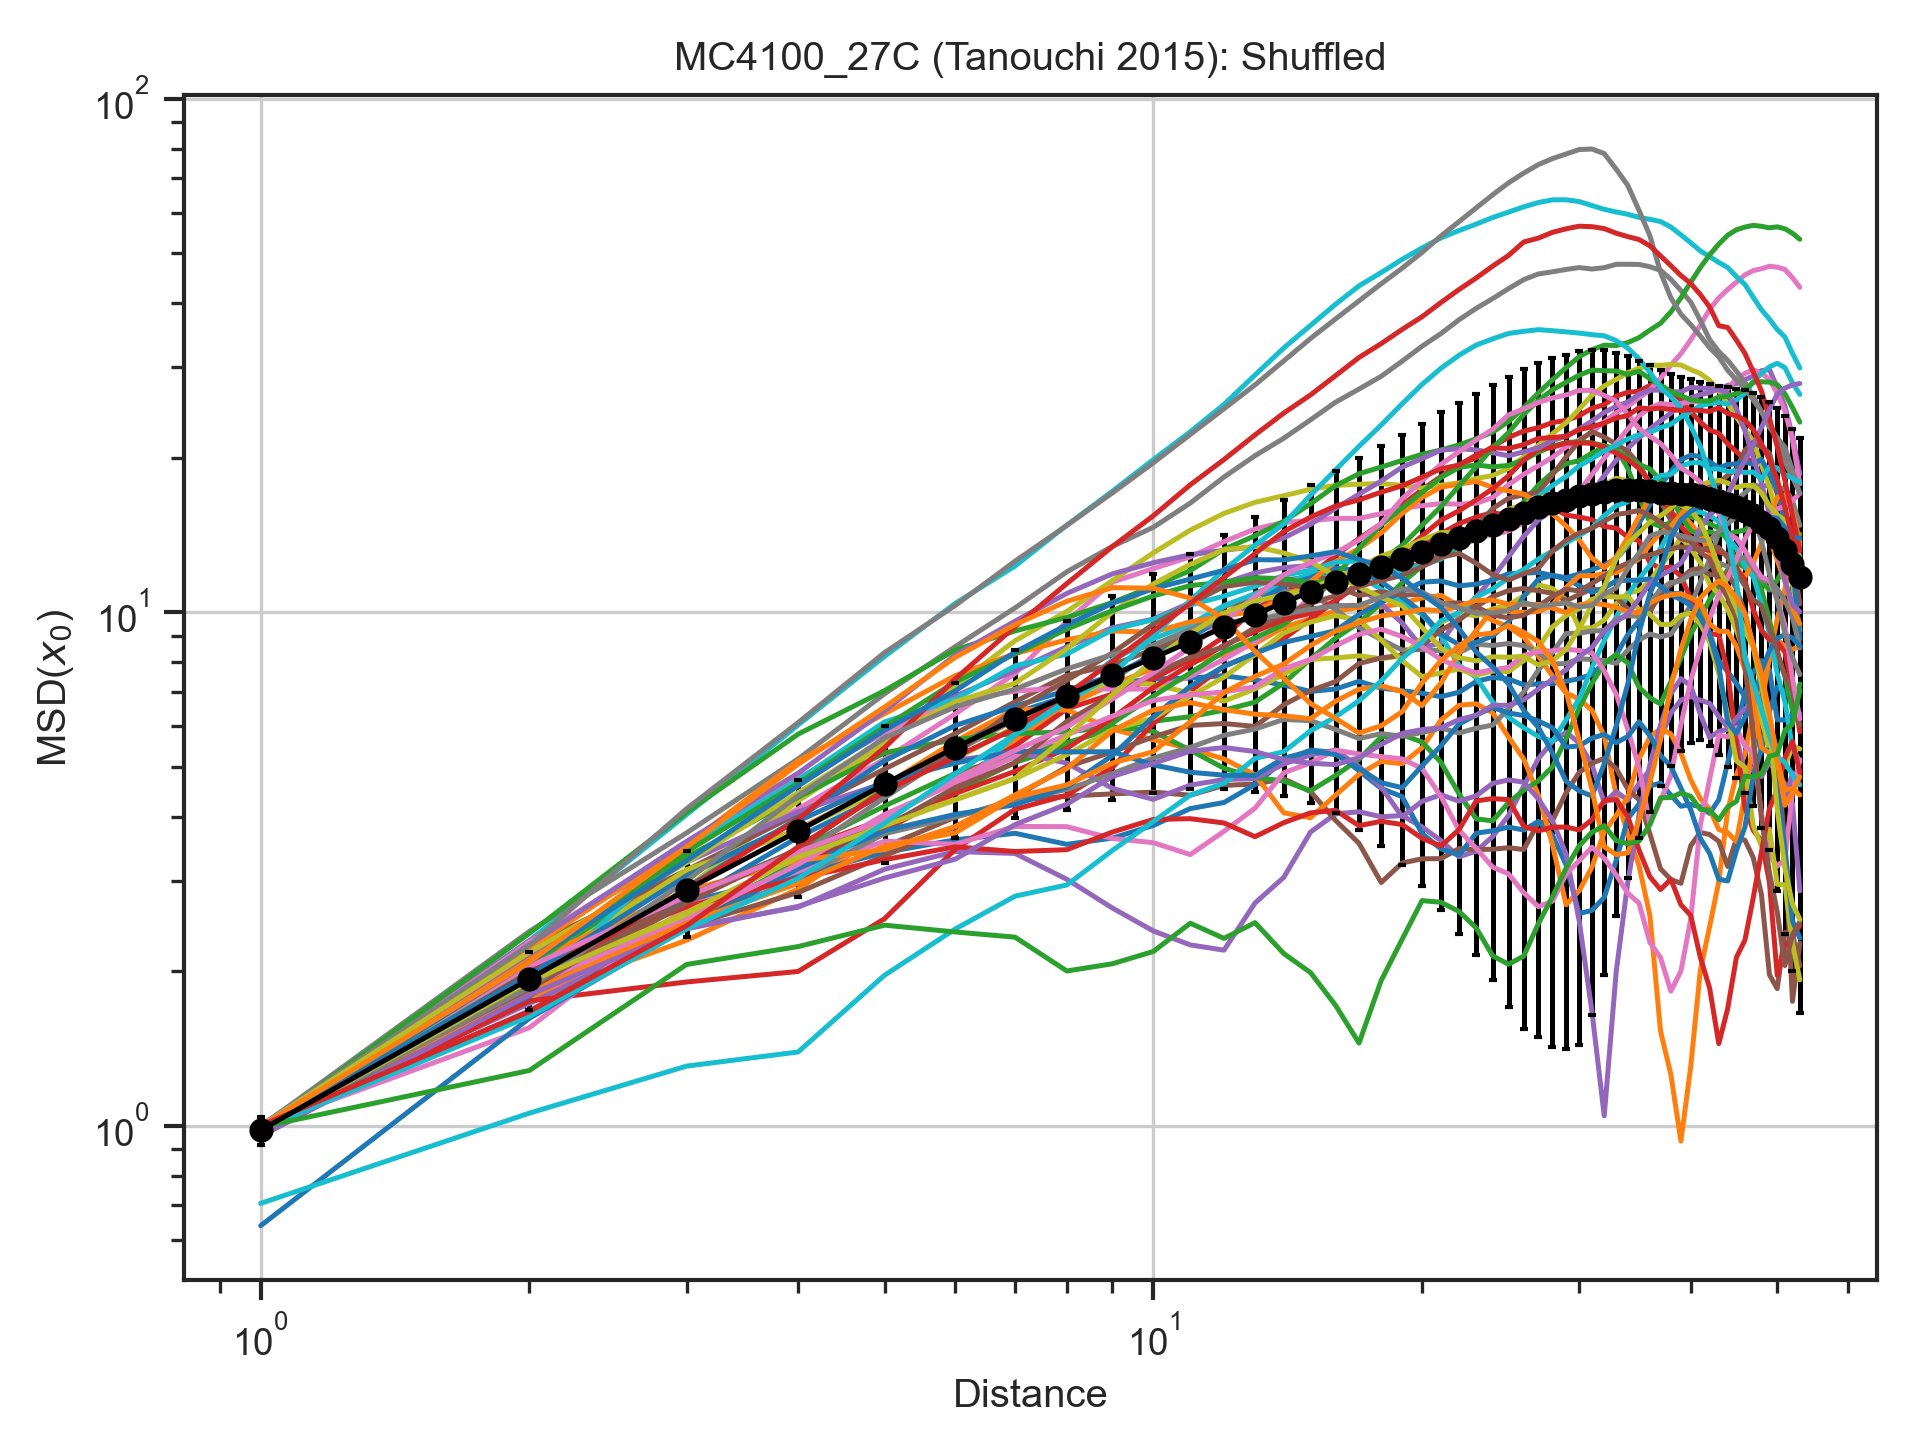 MC4100_27C (Tanouchi 2015): Shuffled
10²
10¹
10⁰
MSD(x₀)
10⁰
10¹
Distance